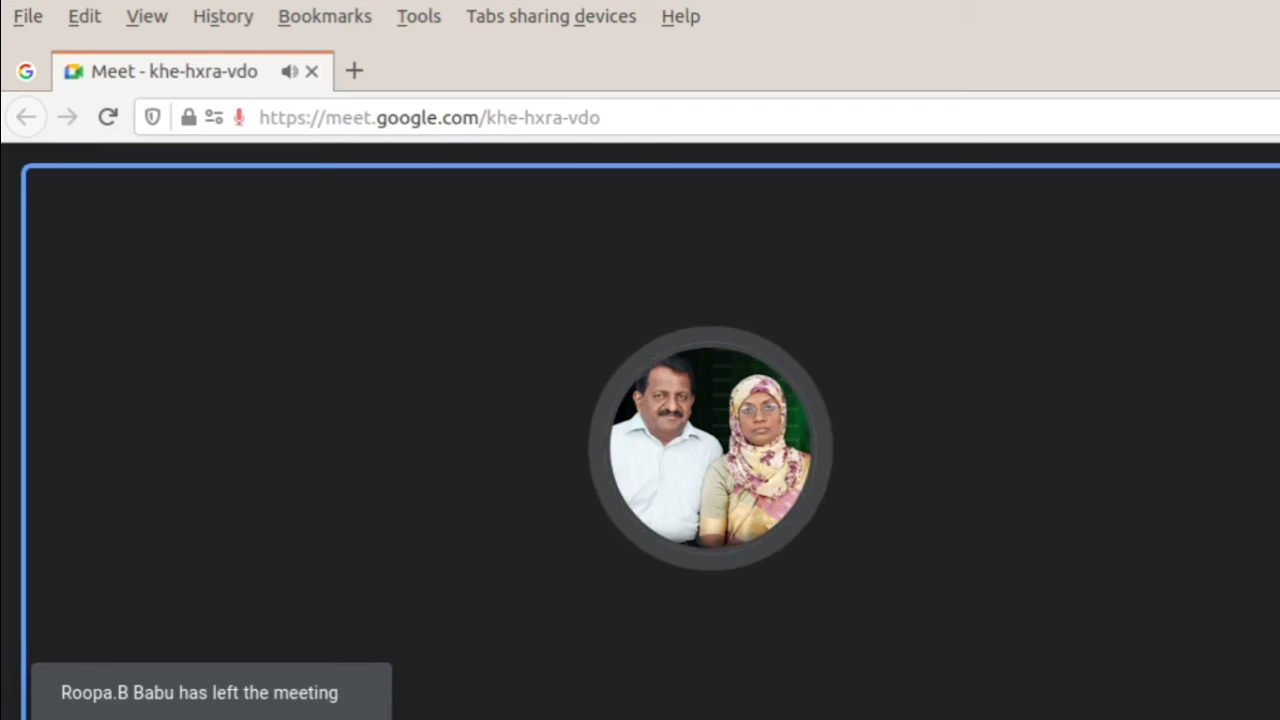 File Edit View History Bookmarks Tools Tabs sharing devices Help
Meet - khe-hxra-vdo
https://meet.google.com/khe-hxra-vdo
Roopa.B Babu has left the meeting